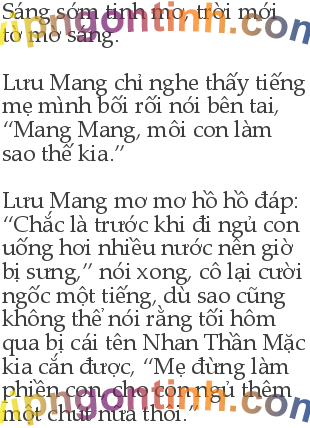 Sáng sớm tinh mơ, trời mới
tờ mờ sáng.
Lưu Mang chỉ nghe thấy tiếng
mẹ mình bối rối nói bên tai,
“Mang Mang, môi con làm
sao thế kia.”
Lưu Mang mơ mơ hồ hồ đáp:
“Chắc là trước khi đi ngủ con
uống hơi nhiều nước nên giờ
bị sưng,” nói xong, cô lại cười
ngốc một tiếng, dù sao cũng
không thể nói rằng tối hôm
qua bị cái tên Nhan Thần Mặc
kia cắn được, “Mẹ đừng làm
phiền con, cho con ngủ thêm
một chút nữa thôi.”